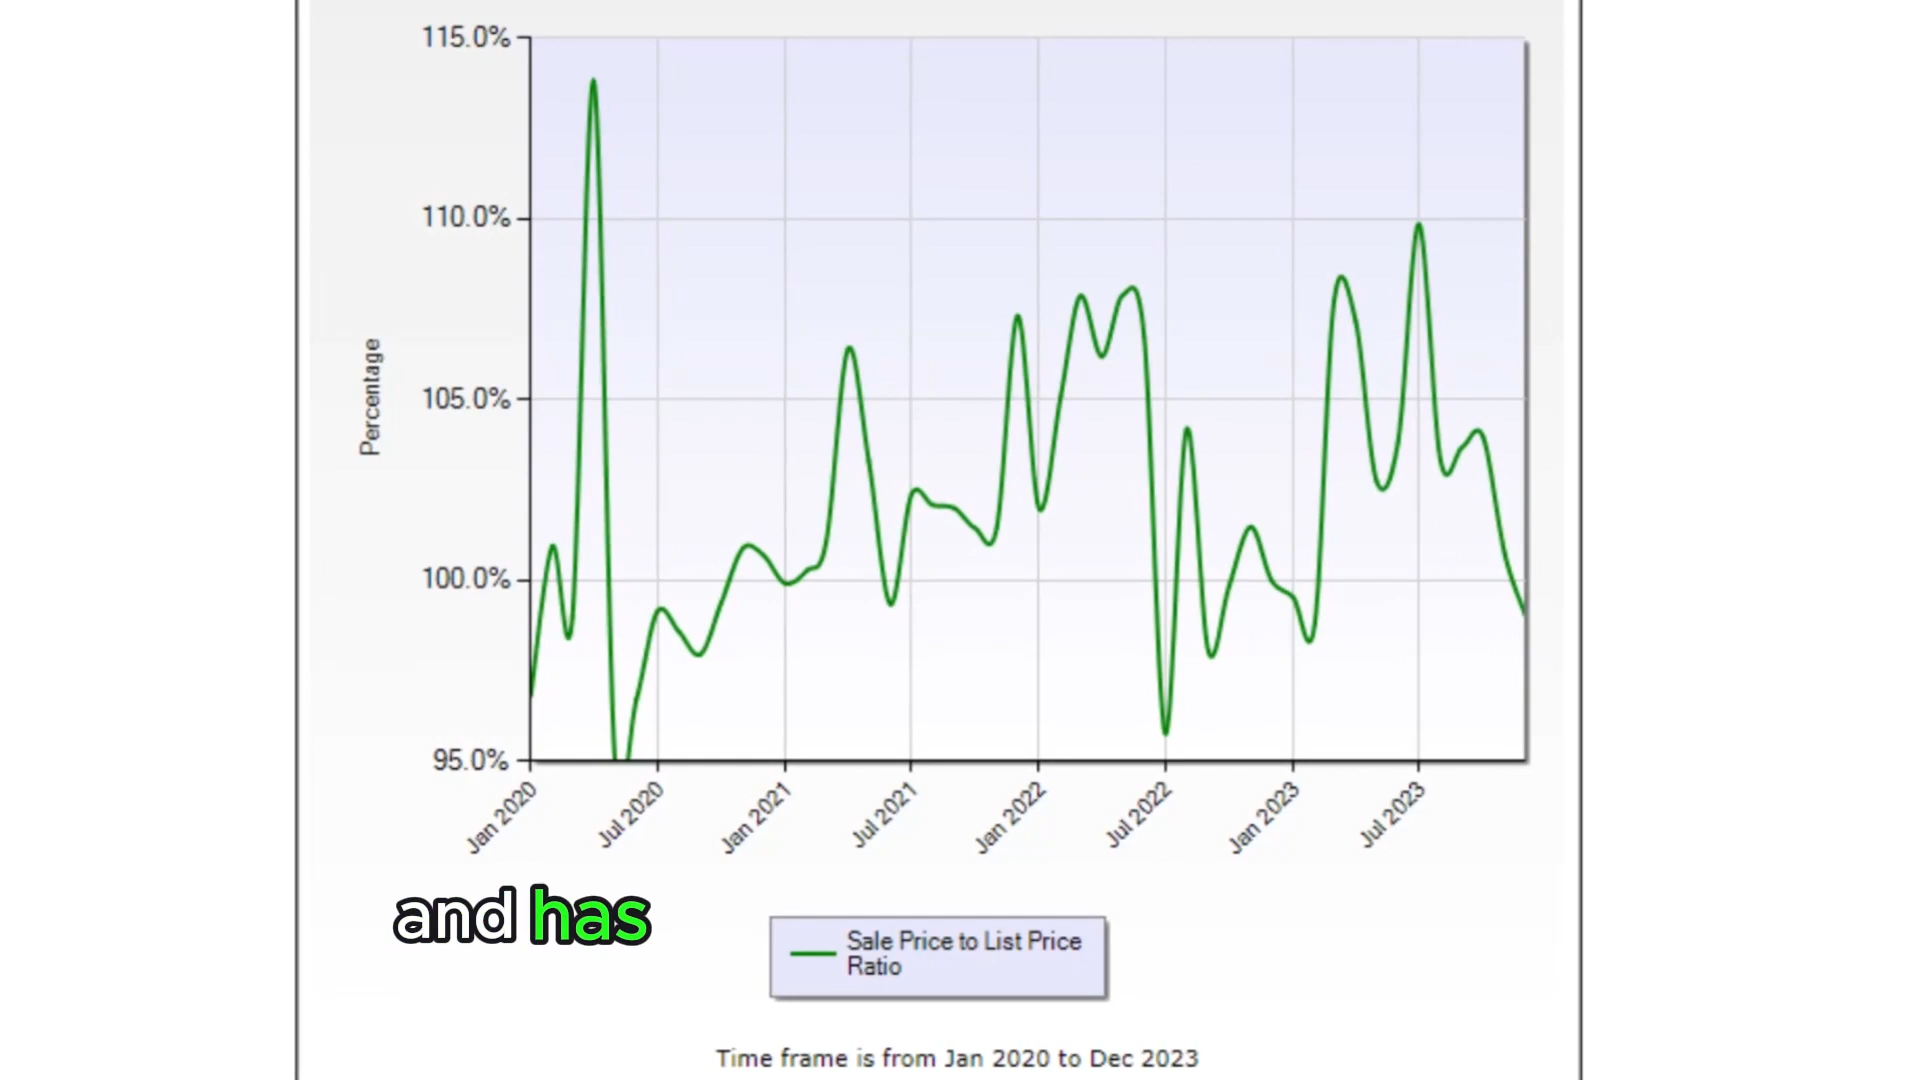 115.0%
110.0%
105.0%
100.0%
95.0%
Percentage
Jan 2020
Jul 2020
Jan 2021
Jul 2021
Jan 2022
Jul 2022
Jan 2023
Jul 2023
and has
Sale Price to List Price
Ratio
Time frame is from Jan 2020 to Dec 2023